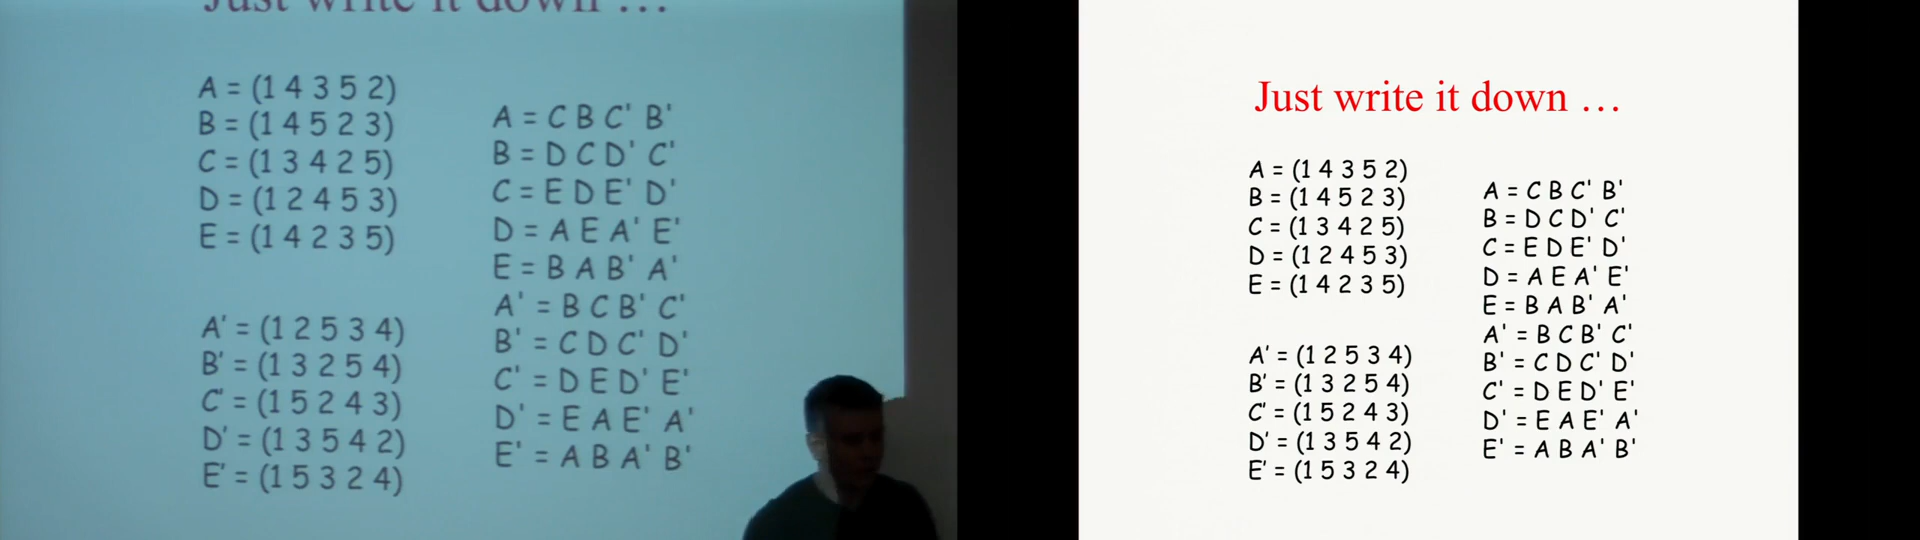 Just write it down ...
A = (1 4 3 5 2)
B = (1 4 5 2 3)
C = (1 3 4 2 5)
D = (1 2 4 5 3)
E = (1 4 2 3 5)
A' = (1 2 5 3 4)
B' = (1 3 2 5 4)
C' = (1 5 2 4 3)
D' = (1 3 5 4 2)
E' = (1 5 3 2 4)
A = C B C' B'
B = D C D' C'
C = E D E' D'
D = A E A' E'
E = B A B' A'
A' = B C B' C'
B' = C D C' D'
C' = D E D' E'
D' = E A E' A'
E' = A B A' B'
Just write it down ...
A = (1 4 3 5 2)
B = (1 4 5 2 3)
C = (1 3 4 2 5)
D = (1 2 4 5 3)
E = (1 4 2 3 5)
A' = (1 2 5 3 4)
B' = (1 3 2 5 4)
C' = (1 5 2 4 3)
D' = (1 3 5 4 2)
E' = (1 5 3 2 4)
A = C B C' B'
B = D C D' C'
C = E D E' D'
D = A E A' E'
E = B A B' A'
A' = B C B' C'
B' = C D C' D'
C' = D E D' E'
D' = E A E' A'
E' = A B A' B'